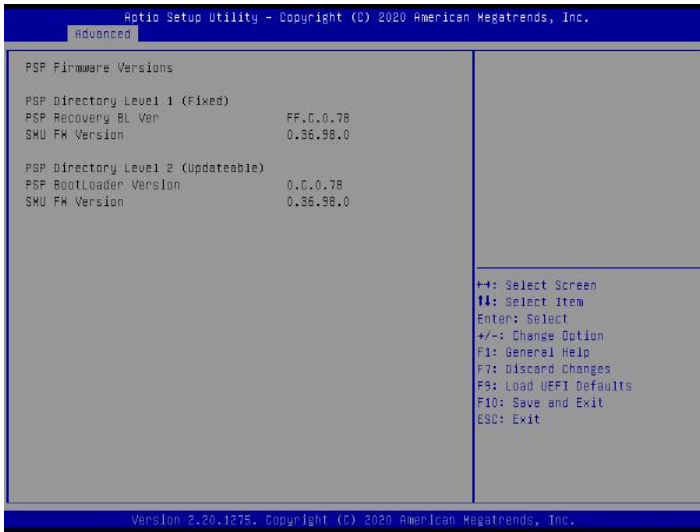 Aptio Setup Utility - Copyright (C) 2020 American Megatrends, Inc.
Advanced
PSP Firmware Versions
PSP Directory Level 1 (Fixed)
PSP Recovery BL Ver FF.C.0.78
SMU FW Version 0.36.98.0
PSP Directory Level 2 (Updateable)
PSP BootLoader Version 0.C.0.78
SMU FW Version 0.36.98.0
↔: Select Screen
↑↓: Select Item
Enter: Select
+/-: Change Option
F1: General Help
F7: Discard Changes
F9: Load UEFI Defaults
F10: Save and Exit
ESC: Exit
Version 2.20.1275. Copyright (C) 2020 American Megatrends, Inc.